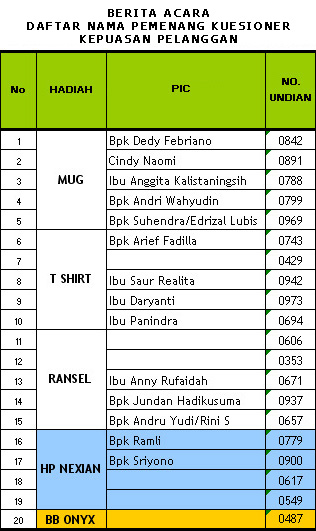 BERITA ACARA
DAFTAR NAMA PEMENANG KUESIONER
KEPUASAN PELANGGAN
No HADIAH PIC NO. UNDIAN
1 Bpk Dedy Febriano 0842
2 Cindy Naomi 0891
3 MUG Ibu Anggita Kalistaningsih 0788
4 Bpk Andri Wahyudin 0799
5 Bpk Suhendra/Edrizal Lubis 0969
6 Bpk Arief Fadilla 0743
7 0429
8 T SHIRT Ibu Saur Realita 0942
9 Ibu Daryanti 0973
10 Ibu Panindra 0694
11 0606
12 0353
13 RANSEL Ibu Anny Rufaidah 0671
14 Bpk Jundan Hadikusuma 0937
15 Bpk Andru Yudi/Rini S 0657
16 Bpk Ramli 0779
17 HP NEXIAN Bpk Sriyono 0900
18 0617
19 0549
20 BB ONYX 0487